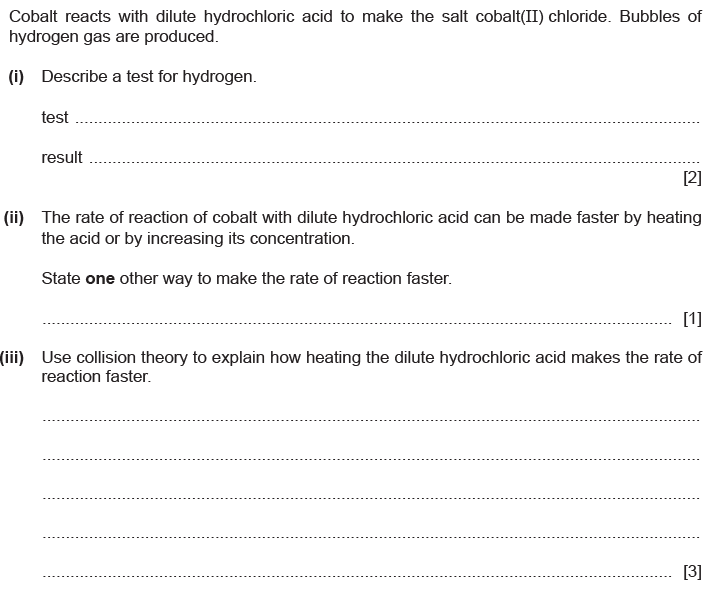 Cobalt reacts with dilute hydrochloric acid to make the salt cobalt(II) chloride. Bubbles of
hydrogen gas are produced.
(i) Describe a test for hydrogen.
test ....................................................................................................
result ....................................................................................................
[2]
(ii) The rate of reaction of cobalt with dilute hydrochloric acid can be made faster by heating
the acid or by increasing its concentration.
State one other way to make the rate of reaction faster.
.................................................................................................... [1]
(iii) Use collision theory to explain how heating the dilute hydrochloric acid makes the rate of
reaction faster.
....................................................................................................
....................................................................................................
....................................................................................................
....................................................................................................
.................................................................................................... [3]